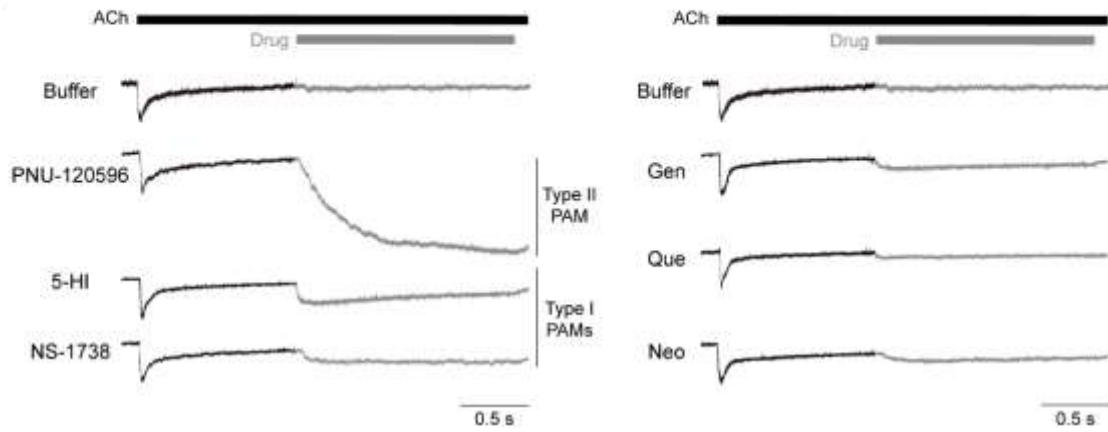 ACh
Drug
Buffer
PNU-120596
Type II
PAM
5-HI
Type I
PAMs
NS-1738
0.5 s
ACh
Drug
Buffer
Gen
Que
Neo
0.5 s